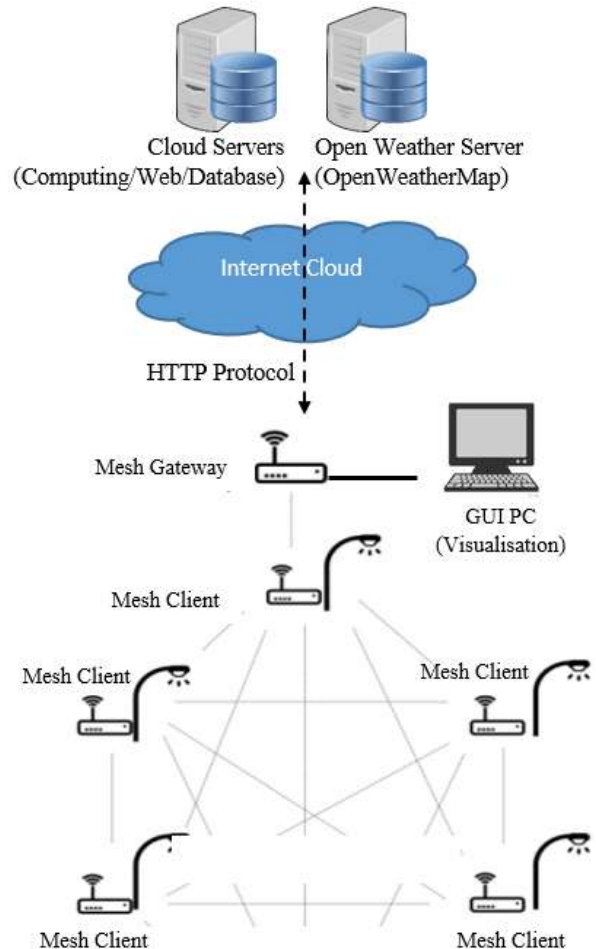 Cloud Servers
(Computing/Web/Database)
Open Weather Server
(OpenWeatherMap)
Internet Cloud
HTTP Protocol
Mesh Gateway
GUI PC
(Visualisation)
Mesh Client
Mesh Client
Mesh Client
Mesh Client
Mesh Client